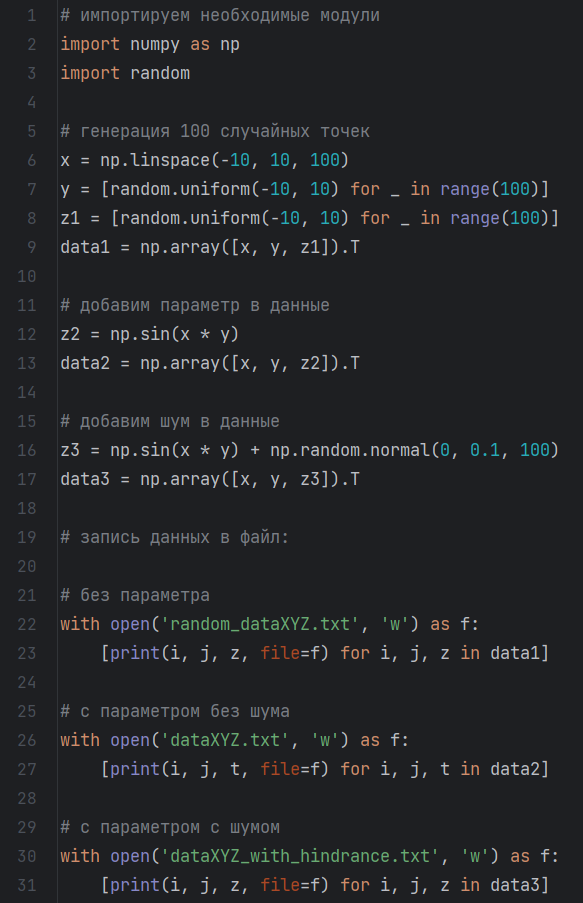 1 # импортируем необходимые модули
2 import numpy as np
3 import random
4
5 # генерация 100 случайных точек
6 x = np.linspace(-10, 10, 100)
7 y = [random.uniform(-10, 10) for _ in range(100)]
8 z1 = [random.uniform(-10, 10) for _ in range(100)]
9 data1 = np.array([x, y, z1]).T
10
11 # добавим параметр в данные
12 z2 = np.sin(x * y)
13 data2 = np.array([x, y, z2]).T
14
15 # добавим шум в данные
16 z3 = np.sin(x * y) + np.random.normal(0, 0.1, 100)
17 data3 = np.array([x, y, z3]).T
18
19 # запись данных в файл:
20
21 # без параметра
22 with open('random_dataXYZ.txt', 'w') as f:
23     [print(i, j, z, file=f) for i, j, z in data1]
24
25 # с параметром без шума
26 with open('dataXYZ.txt', 'w') as f:
27     [print(i, j, t, file=f) for i, j, t in data2]
28
29 # с параметром с шумом
30 with open('dataXYZ_with_hindrance.txt', 'w') as f:
31     [print(i, j, z, file=f) for i, j, z in data3]